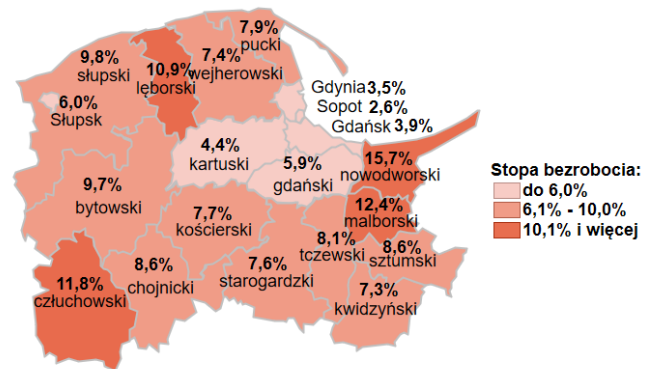 7,9%
pucki
9,8%
słupski
7,4%
wejherowski
10,9%
lęborski
Gdynia 3,5%
Sopot 2,6%
Gdańsk 3,9%
6,0%
Słupsk
4,4%
kartuski
5,9%
gdański
15,7%
nowodworski
Stopa bezrobocia:
do 6,0%
6,1% - 10,0%
10,1% i więcej
9,7%
bytowski
7,7%
kościerski
12,4%
malborski
8,1%
tczewski
8,6%
sztumski
11,8%
człuchowski
8,6%
chojnicki
7,6%
starogardzki
7,3%
kwidzyński